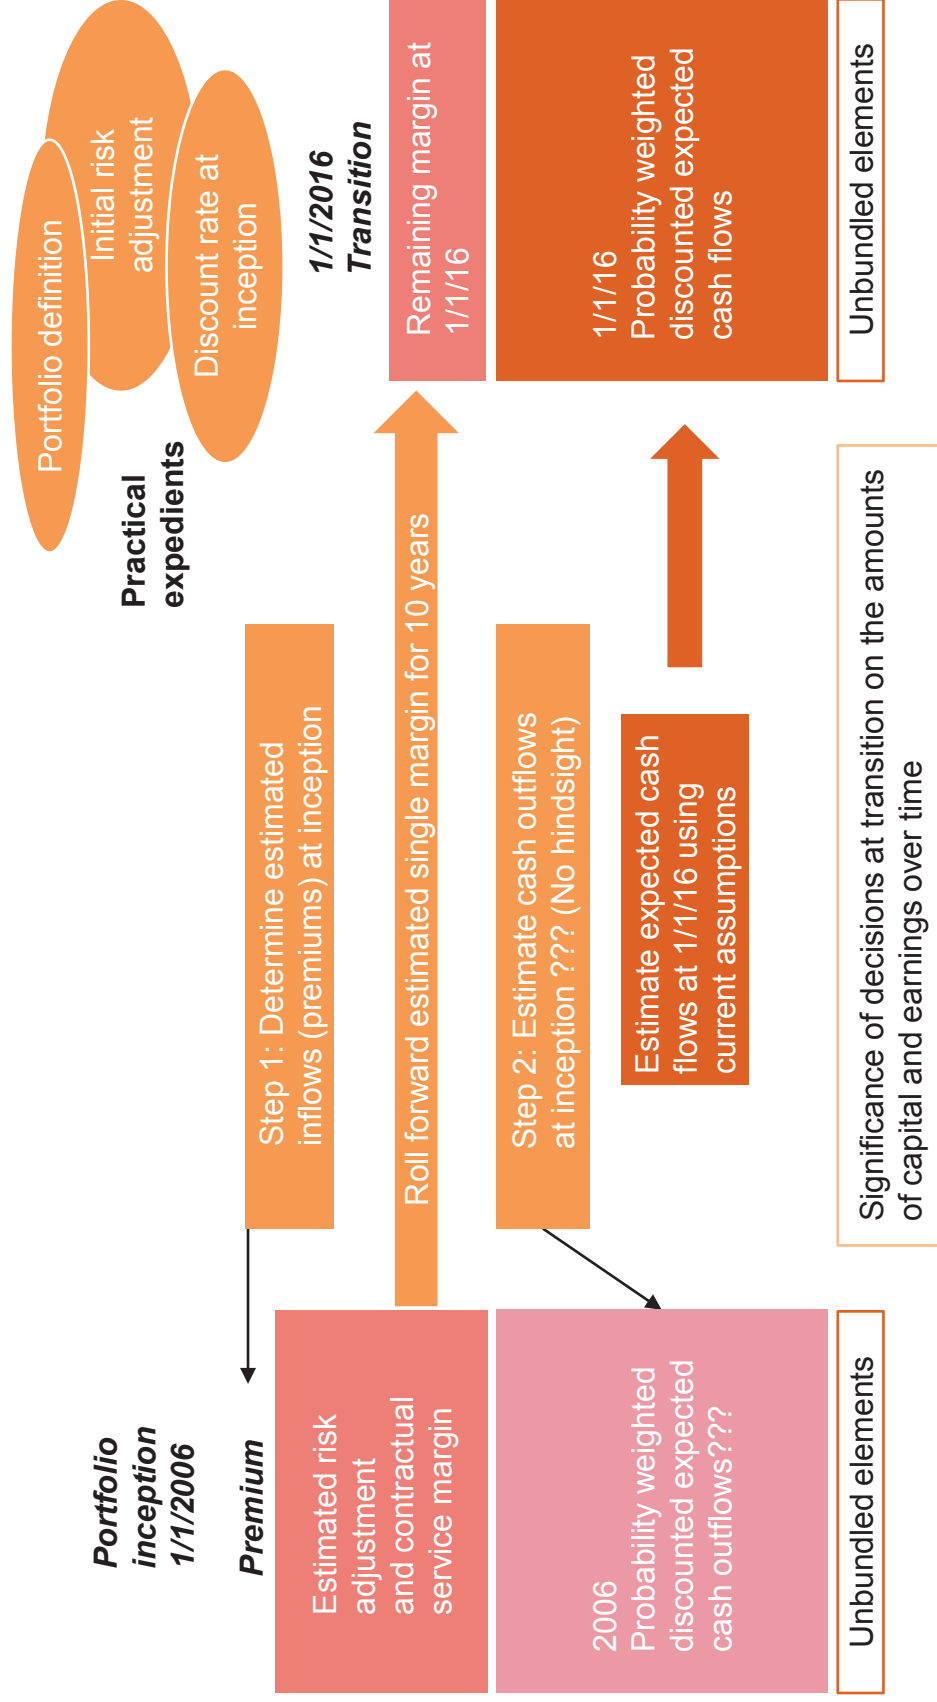 Portfolio
inception
1/1/2006
Premium
Estimated risk
adjustment
and contractual
service margin
2006
Probability weighted
discounted expected
cash outflows???
Unbundled elements
Step 1: Determine estimated
inflows (premiums) at inception
Roll forward estimated single margin for 10 years
Step 2: Estimate cash outflows
at inception ??? (No hindsight)
Estimate expected cash
flows at 1/1/16 using
current assumptions
Significance of decisions at transition on the amounts
of capital and earnings over time
Practical
expedients
Portfolio definition
Initial risk
adjustment
Discount rate at
inception
1/1/2016
Transition
Remaining margin at
1/1/16
1/1/16
Probability weighted
discounted expected
cash flows
Unbundled elements